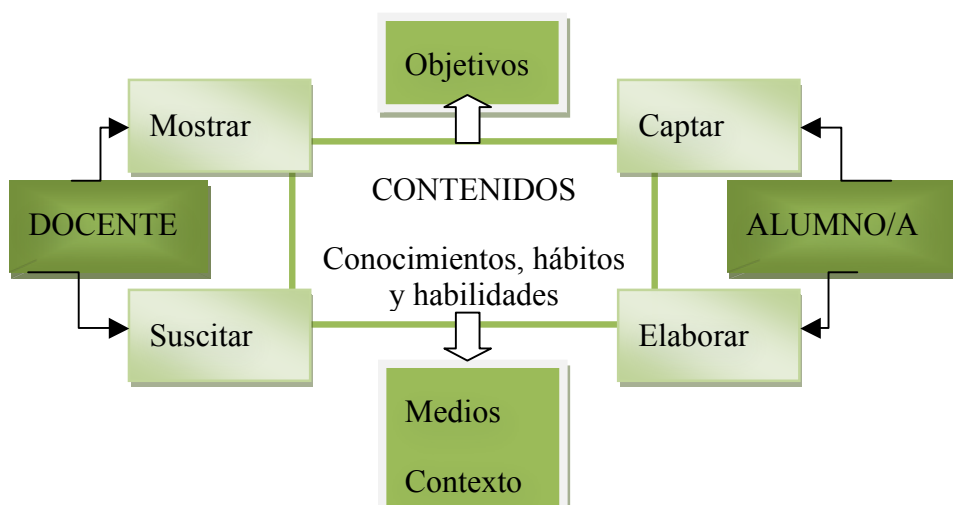 Objetivos
Mostrar
Captar
CONTENIDOS
DOCENTE
ALUMNO/A
Conocimientos, hábitos
y habilidades
Suscitar
Elaborar
Medios
Contexto